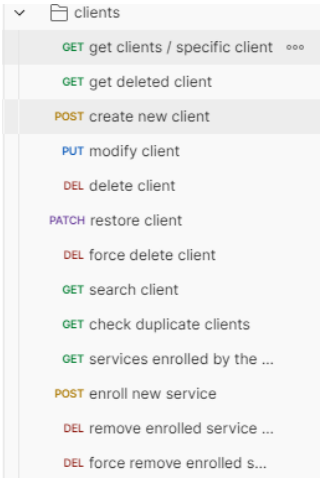 clients
GET get clients / specific client
GET get deleted client
POST create new client
PUT modify client
DEL delete client
PATCH restore client
DEL force delete client
GET search client
GET check duplicate clients
GET services enrolled by the ...
POST enroll new service
DEL remove enrolled service ...
DEL force remove enrolled s...